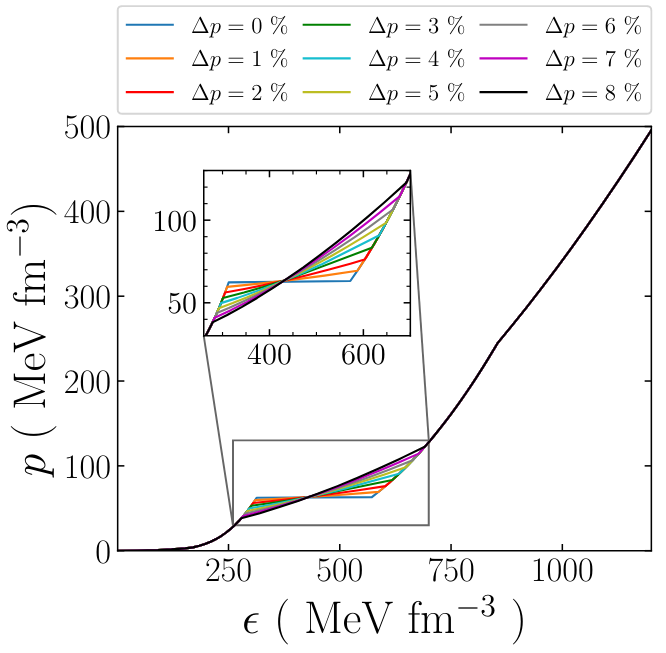 Δp = 0 % Δp = 3 % Δp = 6 %
Δp = 1 % Δp = 4 % Δp = 7 %
Δp = 2 % Δp = 5 % Δp = 8 %
500
400
300
200
100
0
p ( MeV fm⁻³)
100
50
400 600
250 500 750 1000
ϵ ( MeV fm⁻³ )